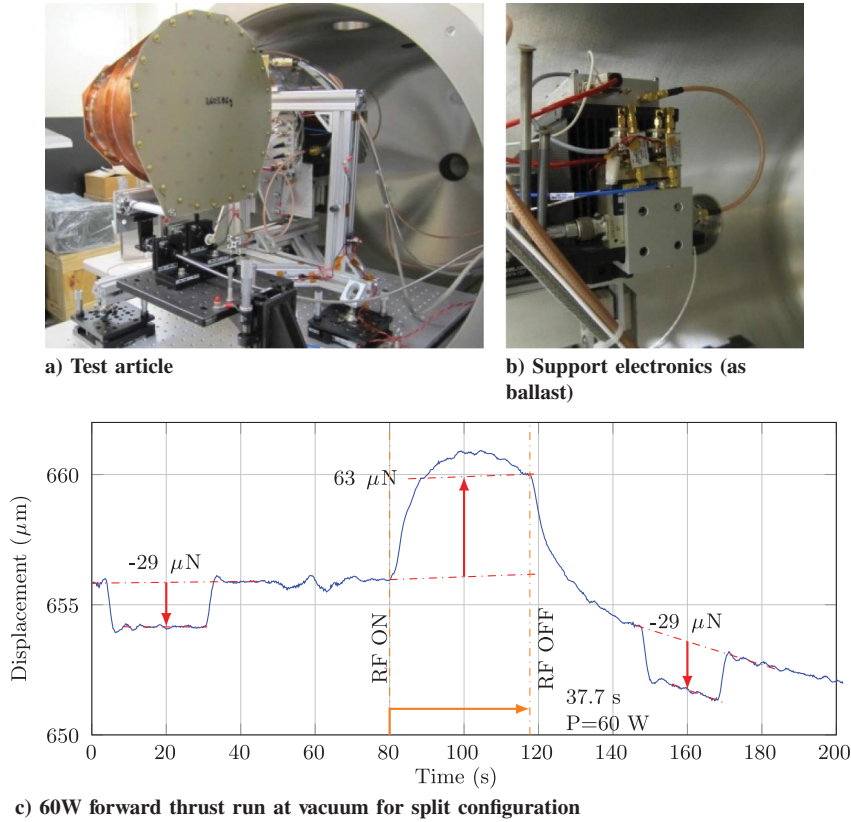 a) Test article
b) Support electronics (as
ballast)
660
655
650
Displacement (μm)
63 μN
-29 μN
-29 μN
RF ON
RF OFF
37.7 s
P=60 W
0 20 40 60 80 100 120 140 160 180 200
Time (s)
c) 60W forward thrust run at vacuum for split configuration